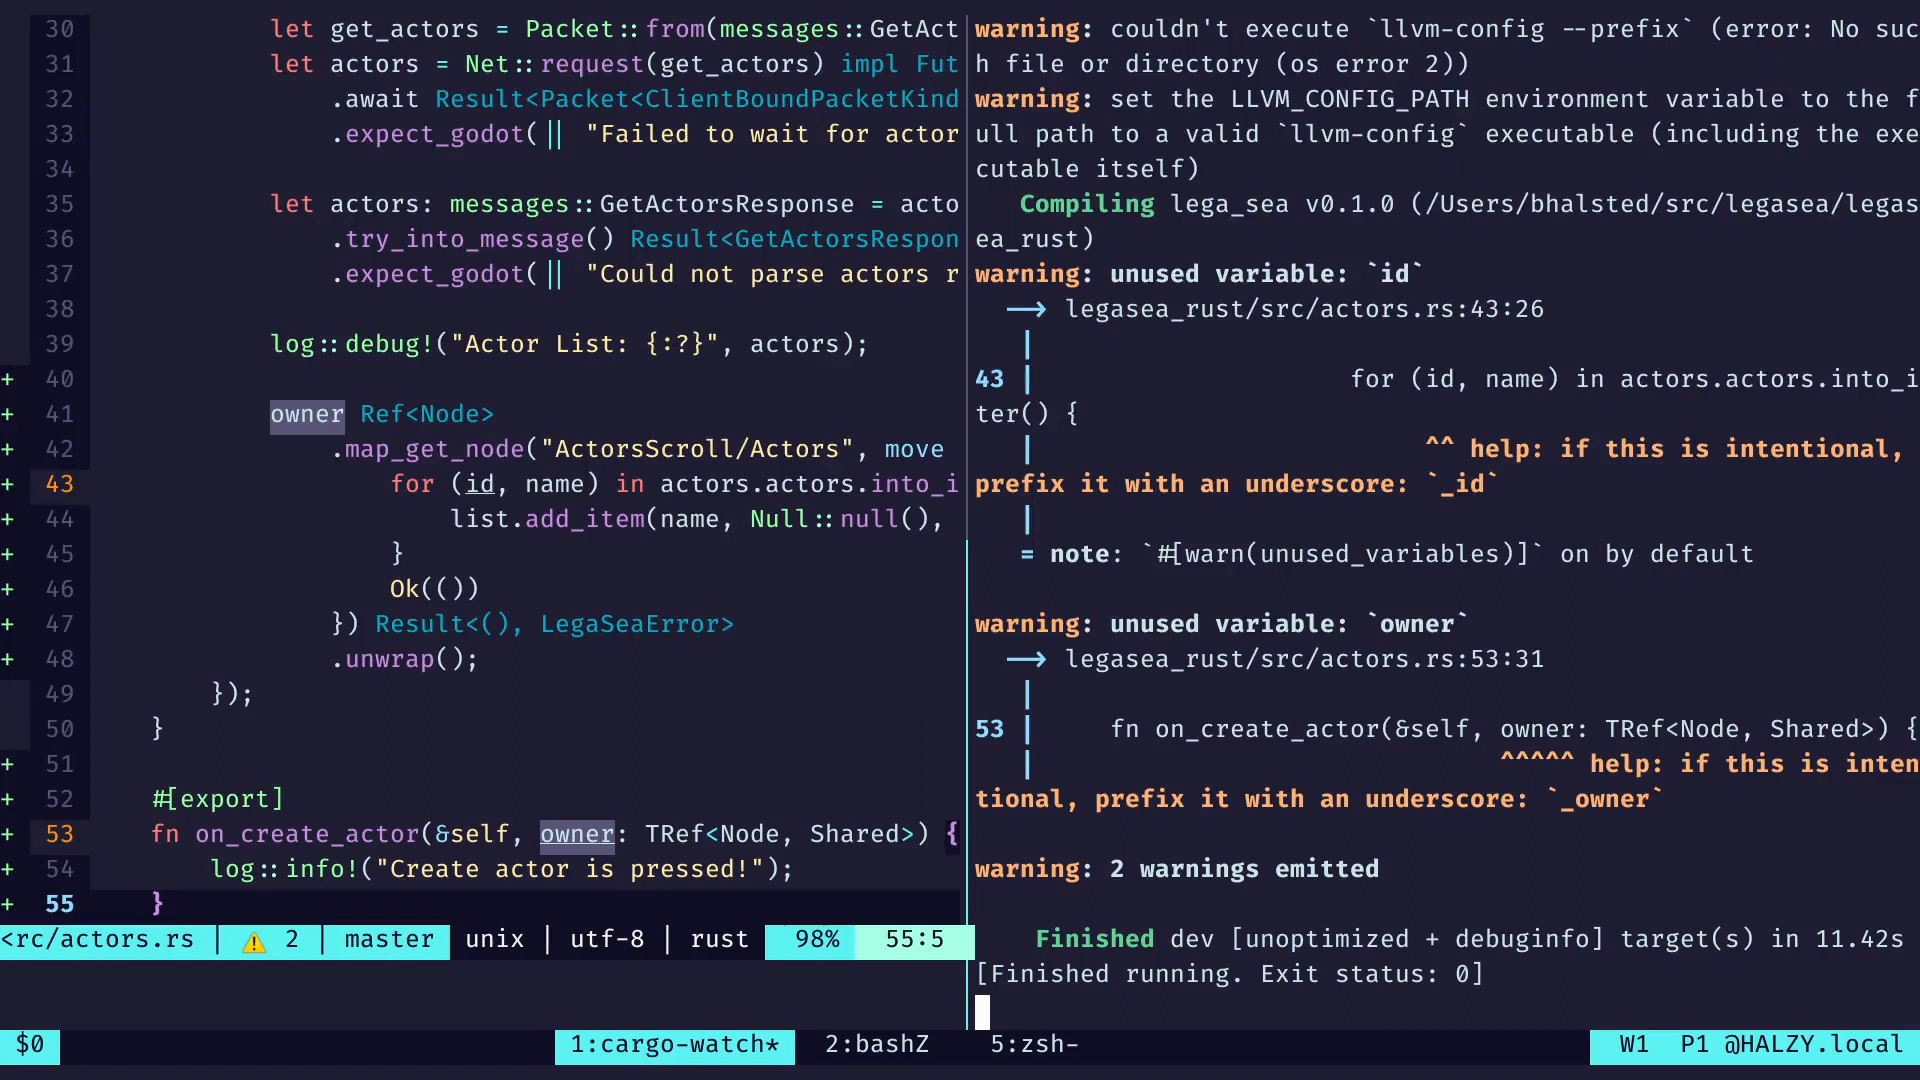 30 let get_actors = Packet::from(messages::GetAct
31 let actors = Net::request(get_actors) impl Fut
32 .await Result<Packet<ClientBoundPacketKind
33 .expect_godot(|| "Failed to wait for actor
34
35 let actors: messages::GetActorsResponse = acto
36 .try_into_message() Result<GetActorsRespon
37 .expect_godot(|| "Could not parse actors r
38
39 log::debug!("Actor List: {:?}", actors);
+ 40
+ 41 owner Ref<Node>
+ 42 .map_get_node("ActorsScroll/Actors", move
+ 43 for (id, name) in actors.actors.into_i
+ 44 list.add_item(name, Null::null(),
+ 45 }
+ 46 Ok(())
+ 47 }) Result<(), LegaSeaError>
+ 48 .unwrap();
49 });
50 }
+ 51
+ 52 #[export]
+ 53 fn on_create_actor(&self, owner: TRef<Node, Shared>) {
+ 54 log::info!("Create actor is pressed!");
+ 55 }
<rc/actors.rs | ⚠ 2 | master unix | utf-8 | rust 98% 55:5
warning: couldn't execute `llvm-config --prefix` (error: No suc
h file or directory (os error 2))
warning: set the LLVM_CONFIG_PATH environment variable to the f
ull path to a valid `llvm-config` executable (including the exe
cutable itself)
Compiling lega_sea v0.1.0 (/Users/bhalsted/src/legasea/legas
ea_rust)
warning: unused variable: `id`
--> legasea_rust/src/actors.rs:43:26
|
43 | for (id, name) in actors.actors.into_i
ter() {
| ^^ help: if this is intentional,
prefix it with an underscore: `_id`
|
= note: `#[warn(unused_variables)]` on by default
warning: unused variable: `owner`
--> legasea_rust/src/actors.rs:53:31
|
53 | fn on_create_actor(&self, owner: TRef<Node, Shared>) {
| ^^^^^ help: if this is inten
tional, prefix it with an underscore: `_owner`
warning: 2 warnings emitted
Finished dev [unoptimized + debuginfo] target(s) in 11.42s
[Finished running. Exit status: 0]
$0 1:cargo-watch* 2:bashZ 5:zsh- W1 P1 @HALZY.local